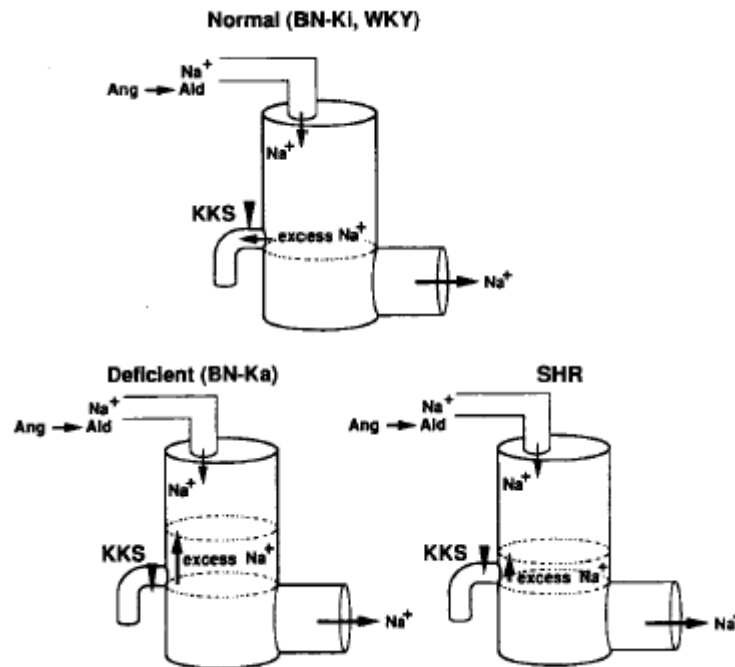 Normal (BN-Ki, WKY)
Na+
Ang → Ald
Na+
KKS
excess Na+
Na+
Deficient (BN-Ka)
Na+
Ang → Ald
Na+
KKS
excess Na+
Na+
SHR
Na+
Ang → Ald
Na+
KKS
excess Na+
Na+